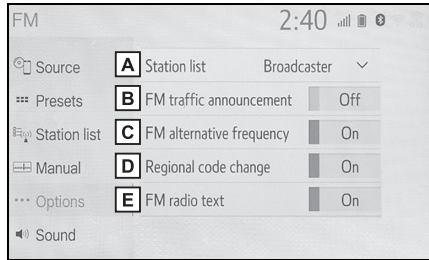 FM 2:40
Source
Presets
Station list
Manual
Options
Sound
A Station list Broadcaster
B FM traffic announcement Off
C FM alternative frequency On
D Regional code change On
E FM radio text On